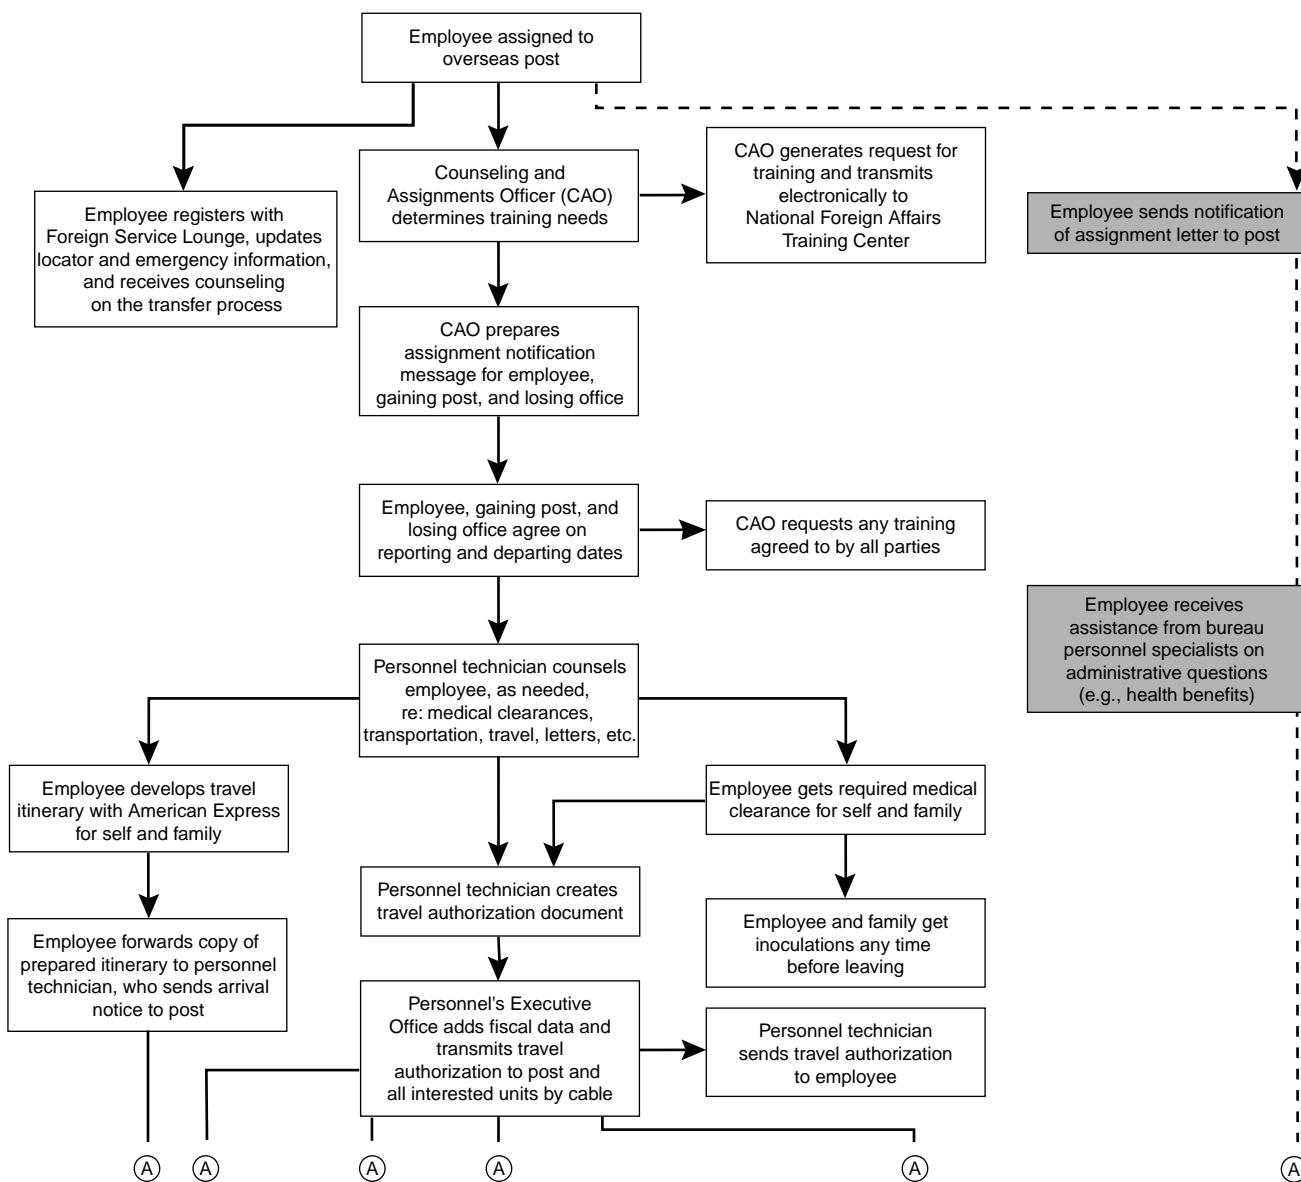 Employee assigned to
overseas post
Counseling and
Assignments Officer (CAO)
determines training needs
CAO generates request for
training and transmits
electronically to
National Foreign Affairs
Training Center
Employee registers with
Foreign Service Lounge, updates
locator and emergency information,
and receives counseling
on the transfer process
Employee sends notification
of assignment letter to post
CAO prepares
assignment notification
message for employee,
gaining post, and losing office
Employee, gaining post, and
losing office agree on
reporting and departing dates
CAO requests any training
agreed to by all parties
Employee receives
assistance from bureau
personnel specialists on
administrative questions
(e.g., health benefits)
Personnel technician counsels
employee, as needed,
re: medical clearances,
transportation, travel, letters, etc.
Employee develops travel
itinerary with American Express
for self and family
Employee gets required medical
clearance for self and family
Personnel technician creates
travel authorization document
Employee and family get
inoculations any time
before leaving
Employee forwards copy of
prepared itinerary to personnel
technician, who sends arrival
notice to post
Personnel's Executive
Office adds fiscal data and
transmits travel
authorization to post and
all interested units by cable
Personnel technician
sends travel authorization
to employee
A A A A A A